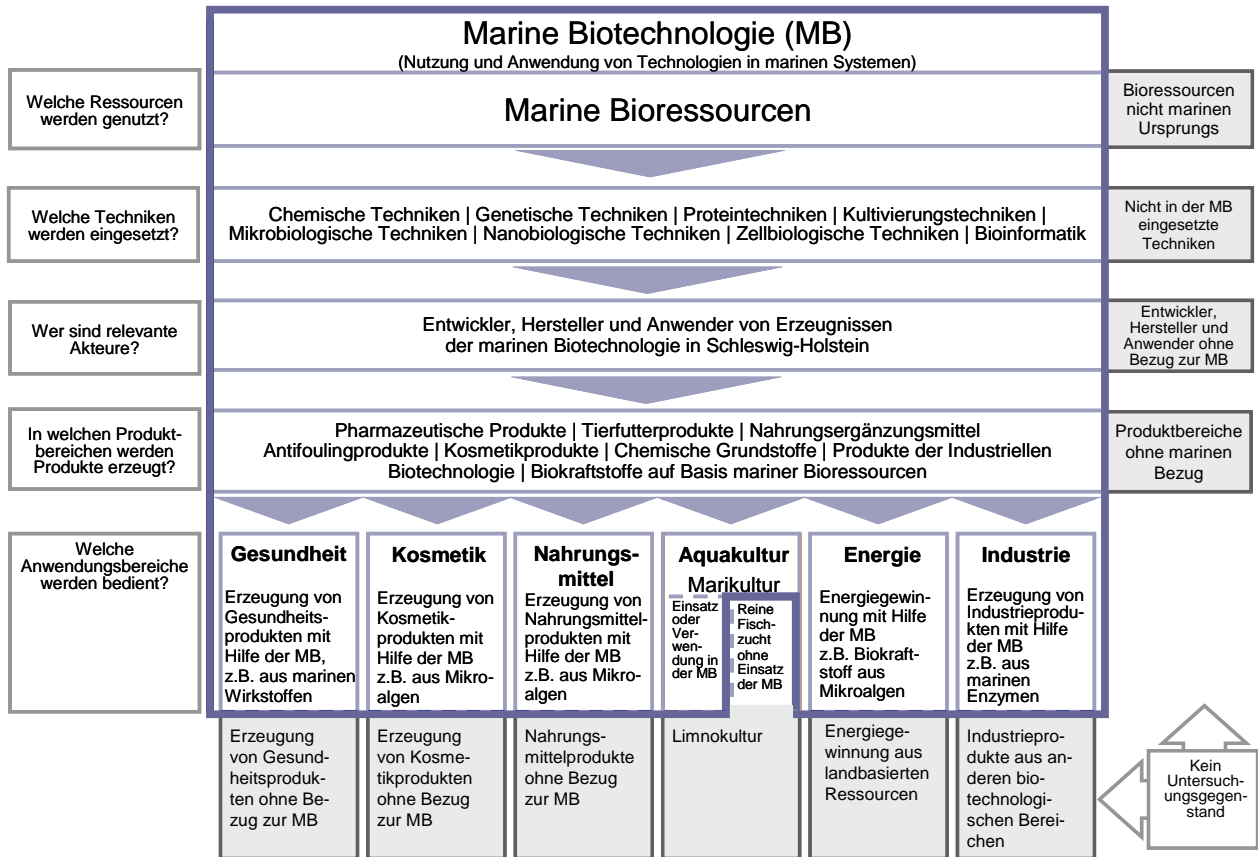 Marine Biotechnologie (MB)
(Nutzung und Anwendung von Technologien in marinen Systemen)
Welche Ressourcen
werden genutzt?
Marine Bioressourcen
Bioressourcen
nicht marinen
Ursprungs
Welche Techniken
werden eingesetzt?
Chemische Techniken | Genetische Techniken | Proteintechniken | Kultivierungstechniken |
Mikrobiologische Techniken | Nanobiologische Techniken | Zellbiologische Techniken | Bioinformatik
Nicht in der MB
eingesetzte
Techniken
Wer sind relevante
Akteure?
Entwickler, Hersteller und Anwender von Erzeugnissen
der marinen Biotechnologie in Schleswig-Holstein
Entwickler,
Hersteller und
Anwender ohne
Bezug zur MB
In welchen Produkt-
bereichen werden
Produkte erzeugt?
Pharmazeutische Produkte | Tierfutterprodukte | Nahrungsergänzungsmittel
Antifoulingprodukte | Kosmetikprodukte | Chemische Grundstoffe | Produkte der Industriellen
Biotechnologie | Biokraftstoffe auf Basis mariner Bioressourcen
Produktbereiche
ohne marinen
Bezug
Welche
Anwendungsbereiche
werden bedient?
Gesundheit
Erzeugung von
Gesundheits-
produkten mit
Hilfe der MB,
z.B. aus marinen
Wirkstoffen
Kosmetik
Erzeugung von
Kosmetik-
produkten mit
Hilfe der MB
z.B. aus Mikro-
algen
Nahrungs-
mittel
Erzeugung von
Nahrungsmittel-
produkten mit
Hilfe der MB
z.B. aus Mikro-
algen
Aquakultur
Marikultur
Einsatz
oder
Ver-
wen-
dung in
der MB
Reine
Fisch-
zucht
ohne
Einsatz
der MB
Energie
Energiegewin-
nung mit Hilfe
der MB
z.B. Biokraft-
stoff aus
Mikroalgen
Industrie
Erzeugung von
Industrieprodu-
kten mit Hilfe
der MB
z.B. aus
marinen
Enzymen
Erzeugung
von Gesund-
heitsproduk-
ten ohne Be-
zug zur MB
Erzeugung
von Kosme-
tikprodukten
ohne Bezug
zur MB
Nahrungs-
mittelprodukte
ohne Bezug
zur MB
Limnokultur
Energiege-
winnung aus
landbasierten
Ressourcen
Industriepro-
dukte aus an-
deren bio-
technologi-
schen Berei-
chen
Kein
Untersuch-
ungsgegen-
stand